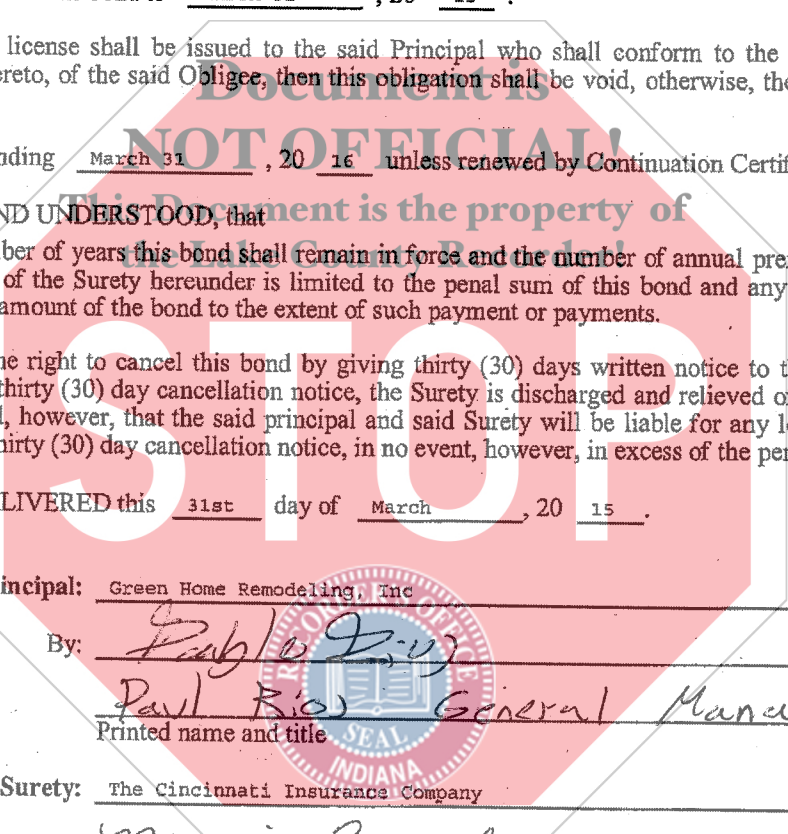 , 20 15 .
license shall be issued to the said Principal who shall conform to the
ereto, of the said Obligee, then this obligation shall be void, otherwise, the
Document is
NOT OFFICIAL!
nding March 31 , 20 16 unless renewed by Continuation Certif
This Document is the property of
ND UNDERSTOOD, that
the Lake County Recorder!
ber of years this bond shall remain in force and the number of annual pre
of the Surety hereunder is limited to the penal sum of this bond and any
amount of the bond to the extent of such payment or payments.
STOP
he right to cancel this bond by giving thirty (30) days written notice to t
thirty (30) day cancellation notice, the Surety is discharged and relieved o
l, however, that the said principal and said Surety will be liable for any l
hirty (30) day cancellation notice, in no event, however, in excess of the pe
LIVERED this 31st day of March , 20 15 .
incipal: Green Home Remodeling, Inc
By:
Paul Rios General Mana
Printed name and title
RECORDERS OFFICE
SEAL
INDIANA
Surety: The Cincinnati Insurance Company